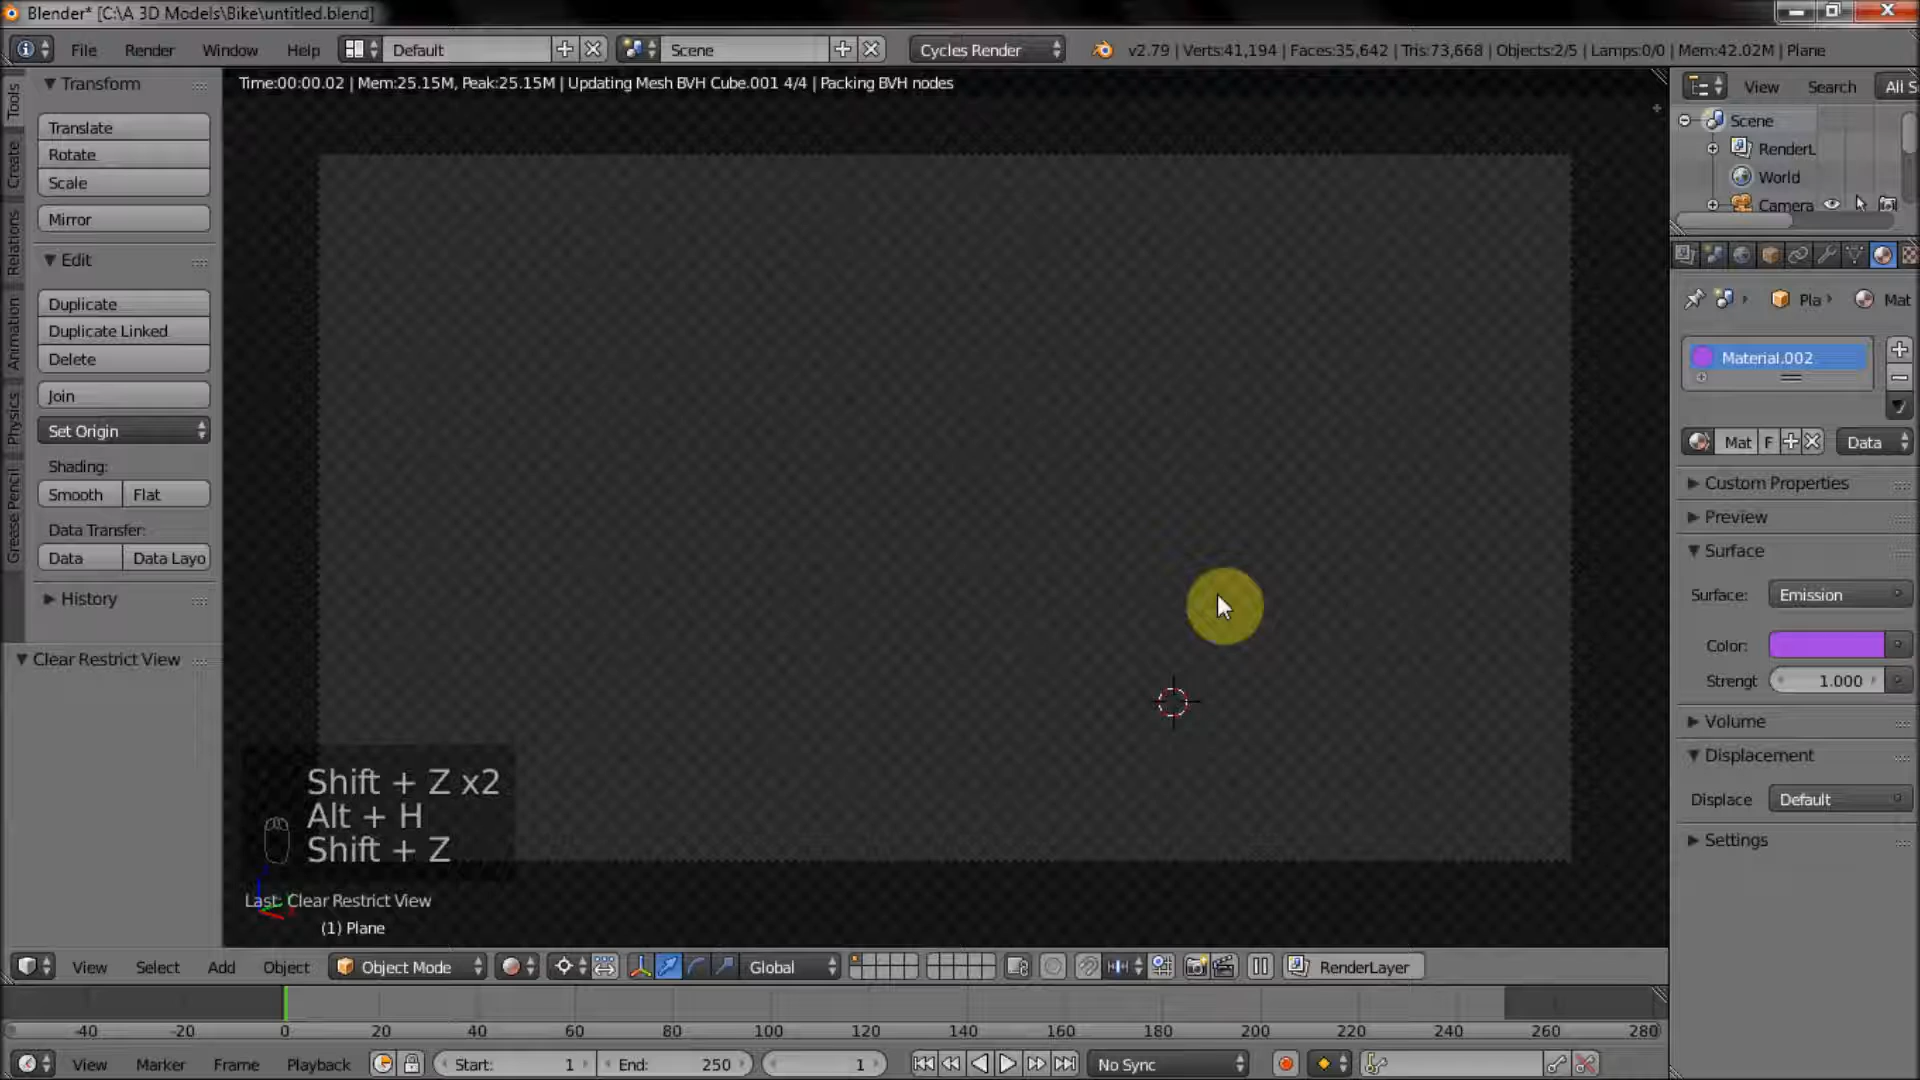 Blender* [C:\A 3D Models\Bike\untitled.blend]
File Render Window Help Default Scene Cycles Render v2.79 | Verts:41,194 | Faces:35,642 | Tris:73,668 | Objects:2/5 | Lamps:0/0 | Mem:42.02M | Plane
Time:00:00.02 | Mem:25.15M, Peak:25.15M | Updating Mesh BVH Cube.001 4/4 | Packing BVH nodes
Tools
Create
Relations
Animation
Physics
Grease Pencil
Transform
Translate
Rotate
Scale
Mirror
Edit
Duplicate
Duplicate Linked
Delete
Join
Set Origin
Shading:
Smooth Flat
Data Transfer:
Data Data Layo
History
Clear Restrict View
Shift + Z x2
Alt + H
Shift + Z
Last: Clear Restrict View
(1) Plane
View Search All S
Scene
RenderL
World
Camera
Pla Mat
Material.002
Mat F Data
Custom Properties
Preview
Surface
Surface: Emission
Color:
Strengt 1.000
Volume
Displacement
Displace Default
Settings
View Select Add Object Object Mode Global RenderLayer
-40 -20 0 20 40 60 80 100 120 140 160 180 200 220 240 260 280
View Marker Frame Playback Start: 1 End: 250 1 No Sync